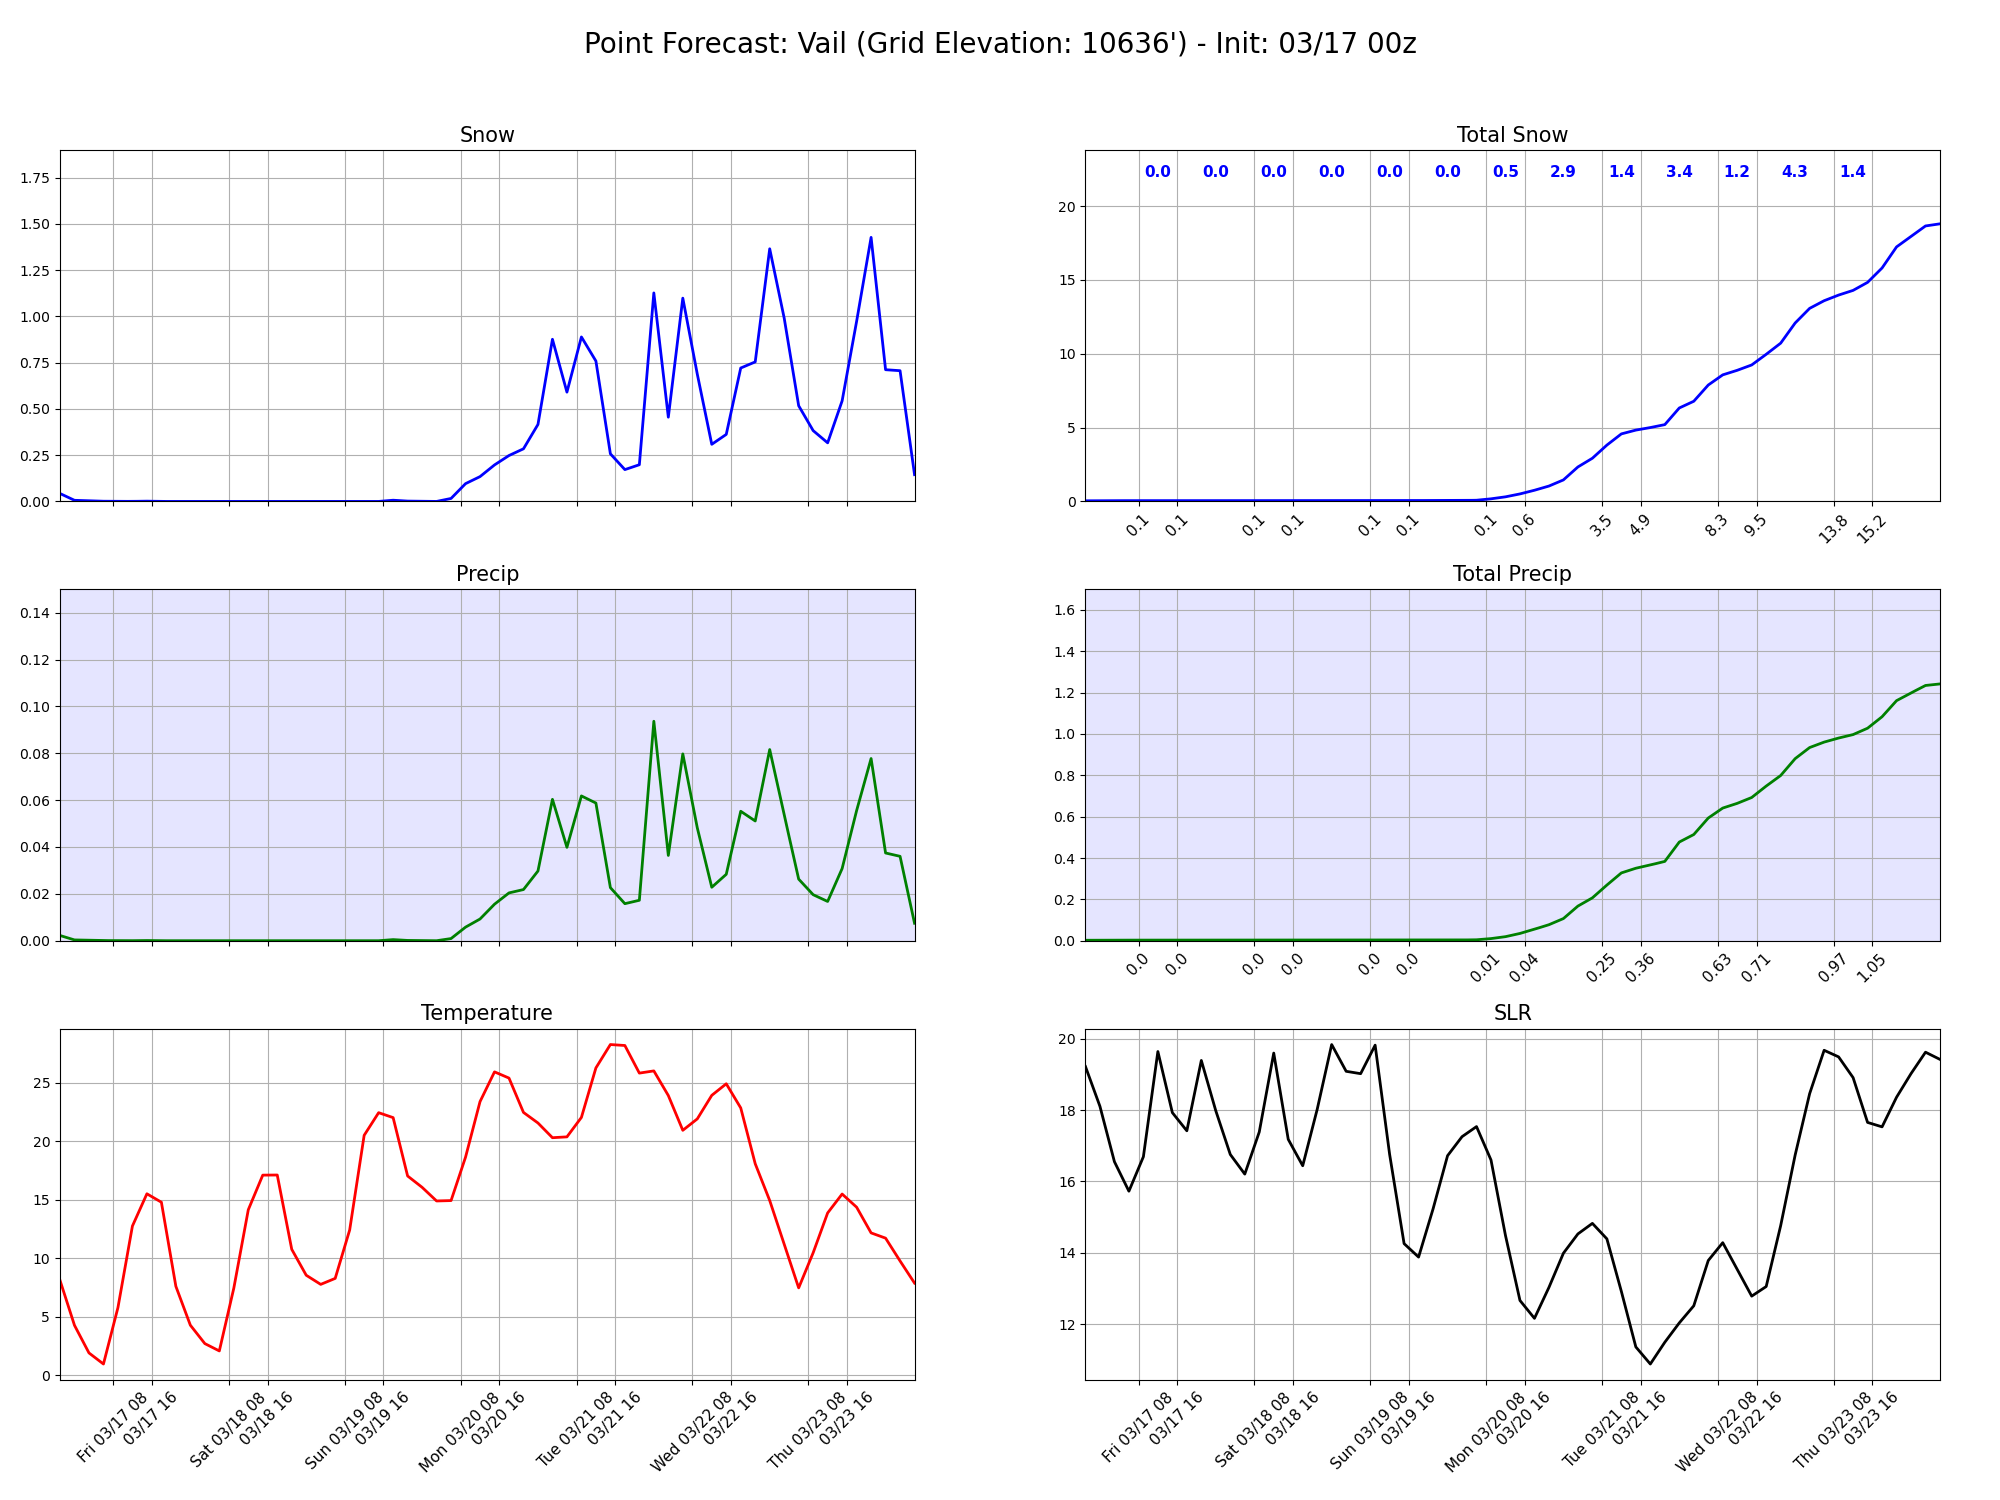 Point Forecast: Vail (Grid Elevation: 10636') - Init: 03/17 00z
Snow
1.75
1.50
1.25
1.00
0.75
0.50
0.25
0.00
Total Snow
0.0 0.0 0.0 0.0 0.0 0.0 0.5 2.9 1.4 3.4 1.2 4.3 1.4
20
15
10
5
0
0.1 0.1 0.1 0.1 0.1 0.1 0.1 0.6 3.5 4.9 8.3 9.5 13.8 15.2
Precip
0.14
0.12
0.10
0.08
0.06
0.04
0.02
0.00
Total Precip
1.6
1.4
1.2
1.0
0.8
0.6
0.4
0.2
0.0
0.0 0.0 0.0 0.0 0.0 0.0 0.01 0.04 0.25 0.36 0.63 0.71 0.97 1.05
Temperature
25
20
15
10
5
0
Fri 03/17 08
03/17 16
Sat 03/18 08
03/18 16
Sun 03/19 08
03/19 16
Mon 03/20 08
03/20 16
Tue 03/21 08
03/21 16
Wed 03/22 08
03/22 16
Thu 03/23 08
03/23 16
SLR
20
18
16
14
12
Fri 03/17 08
03/17 16
Sat 03/18 08
03/18 16
Sun 03/19 08
03/19 16
Mon 03/20 08
03/20 16
Tue 03/21 08
03/21 16
Wed 03/22 08
03/22 16
Thu 03/23 08
03/23 16